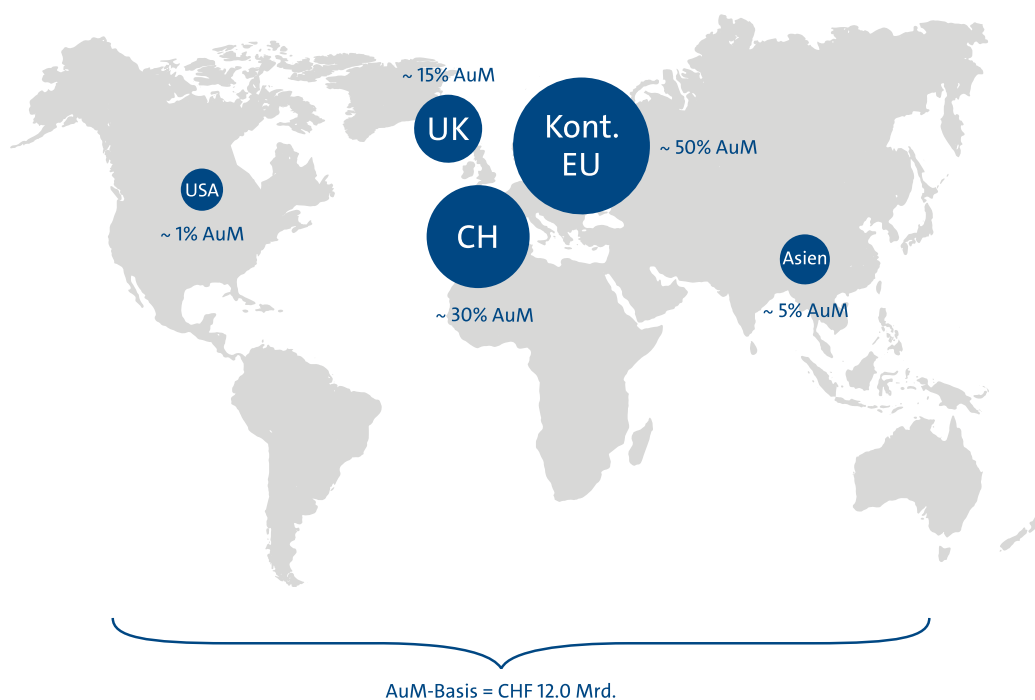 ~ 15% AuM
UK
Kont.
EU
~ 50% AuM
USA
~ 1% AuM
CH
~ 30% AuM
Asien
~ 5% AuM
AuM-Basis = CHF 12.0 Mrd.